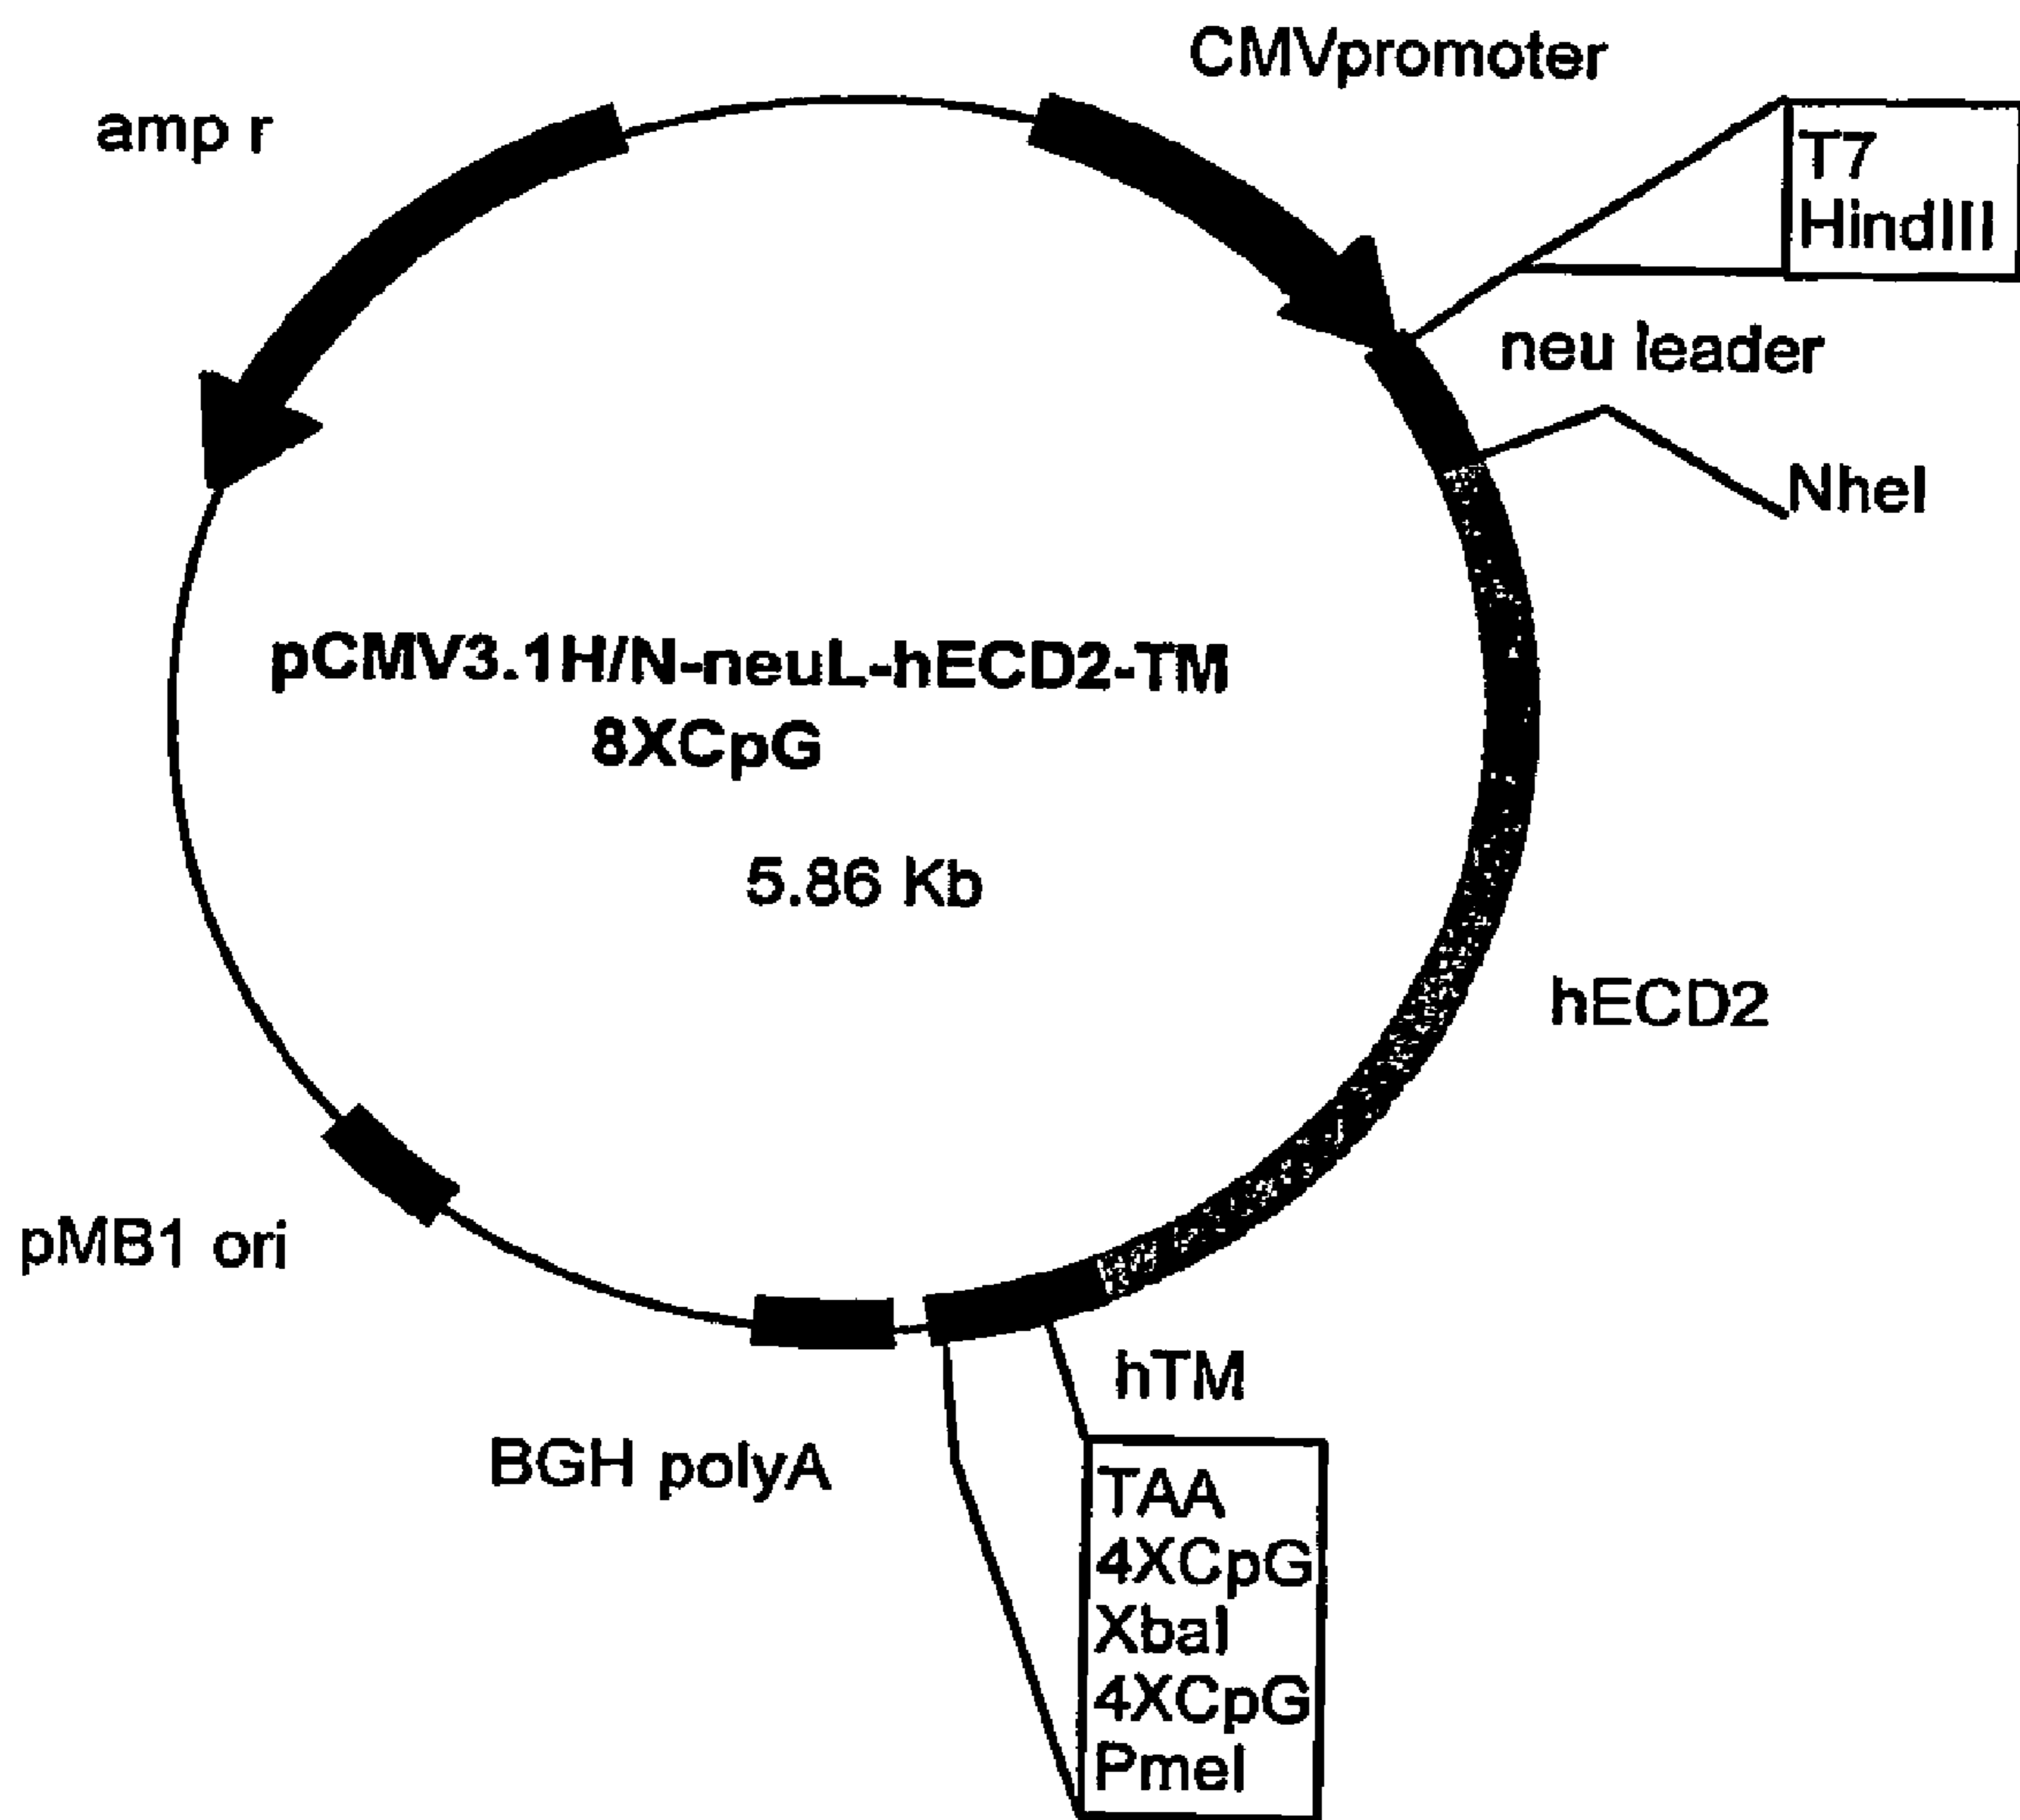 CMVpromoter
amp r
T7
HindIII
neu leader
NheI
pCMV3.1H/N-neuL-hECD2-TM
8XCpG
5.86 Kb
hECD2
pMB1 ori
hTM
BGH polyA
TAA
4XCpG
XbaI
4XCpG
PmeI